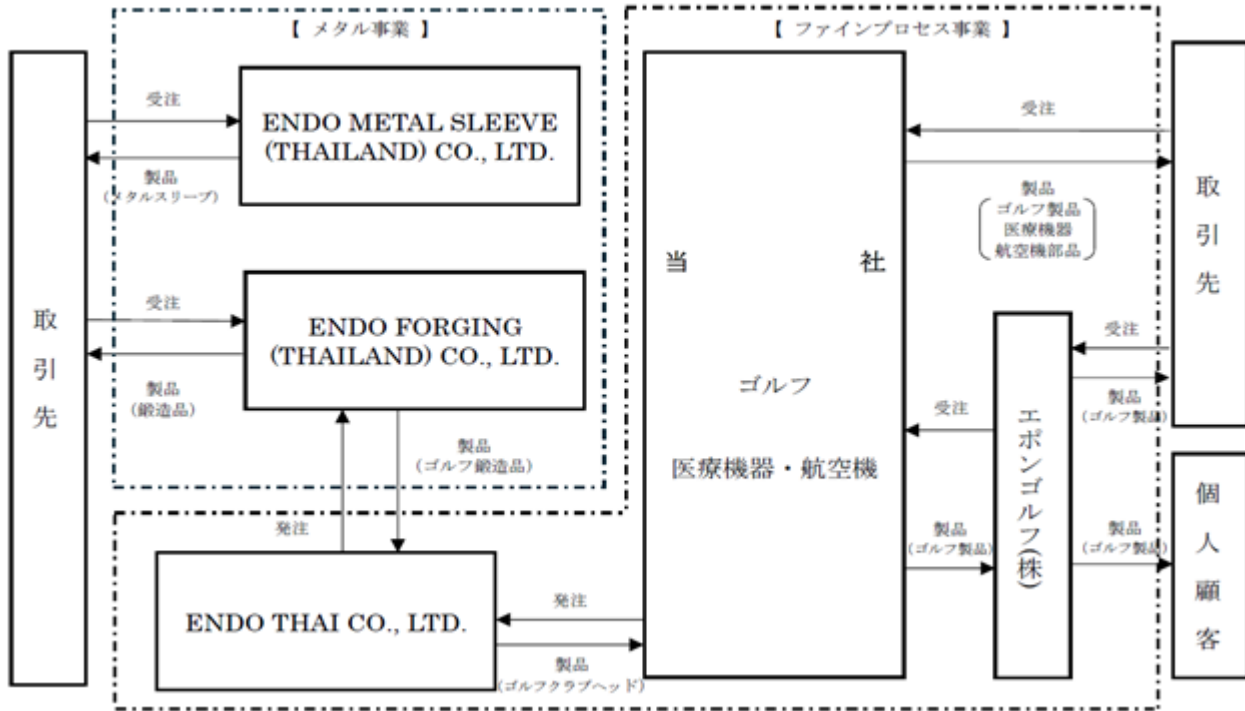 【 メタル事業 】
【 ファインプロセス事業 】
取引先
受注
ENDO METAL SLEEVE
(THAILAND) CO., LTD.
製品
(メタルスリーブ)
受注
ENDO FORGING
(THAILAND) CO., LTD.
製品
(鍛造品)
製品
(ゴルフ鍛造品)
発注
ENDO THAI CO., LTD.
発注
製品
(ゴルフクラブヘッド)
当社
ゴルフ
医療機器・航空機
受注
製品
ゴルフ製品
医療機器
航空機部品
取引先
受注
製品
(ゴルフ製品)
受注
エポンゴルフ(株)
製品
(ゴルフ製品)
製品
(ゴルフ製品)
個人顧客